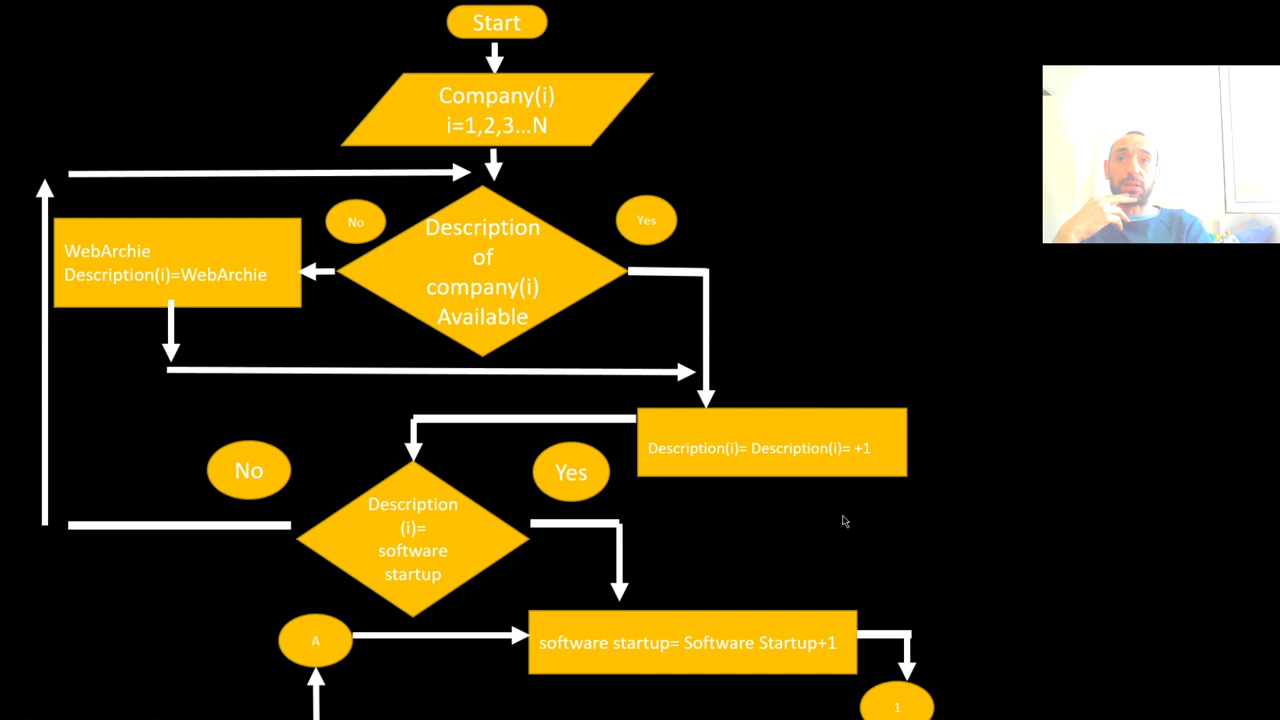 Start
Company(i)
i=1,2,3...N
No
Yes
Description
of
company(i)
Available
WebArchie
Description(i)=WebArchie
Description(i)= Description(i)= +1
No
Yes
Description
(i)=
software
startup
A
software startup= Software Startup+1
1